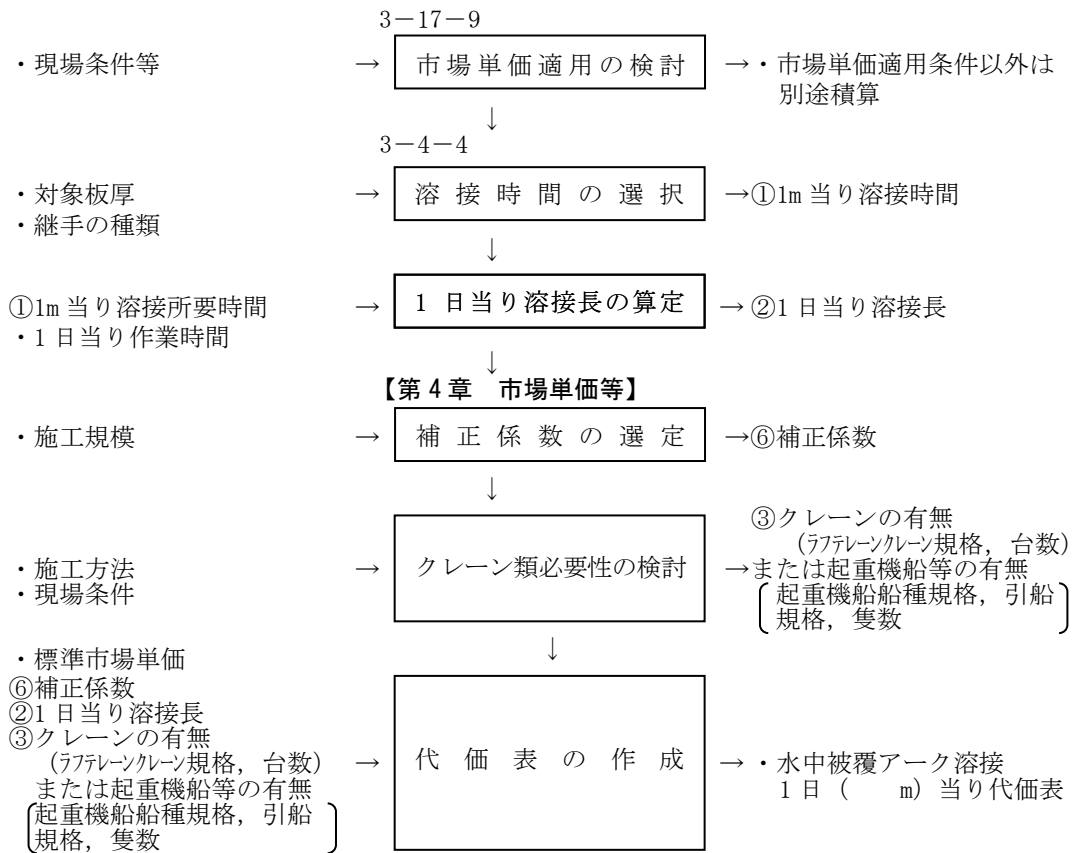 3－17－9
・現場条件等 → 市場単価適用の検討 →・市場単価適用条件以外は
別途積算
↓
3－4－4
・対象板厚 → 溶接時間の選択 →①1m 当り溶接時間
・継手の種類
↓
①1m 当り溶接所要時間 → 1 日当り溶接長の算定 →②1 日当り溶接長
・1 日当り作業時間
↓
【第 4 章　市場単価等】
・施工規模 → 補正係数の選定 →⑥補正係数
↓
③クレーンの有無
（ﾗﾌﾃﾚｰﾝｸﾚｰﾝ規格，台数）
・施工方法 → クレーン類必要性の検討 →または起重機船等の有無
・現場条件
起重機船船種規格，引船
規格，隻数
↓
・標準市場単価
⑥補正係数
②1 日当り溶接長
③クレーンの有無
（ﾗﾌﾃﾚｰﾝｸﾚｰﾝ規格，台数） → 代価表の作成 →・水中被覆アーク溶接
または起重機船等の有無
1 日（　　m）当り代価表
起重機船船種規格，引船
規格，隻数